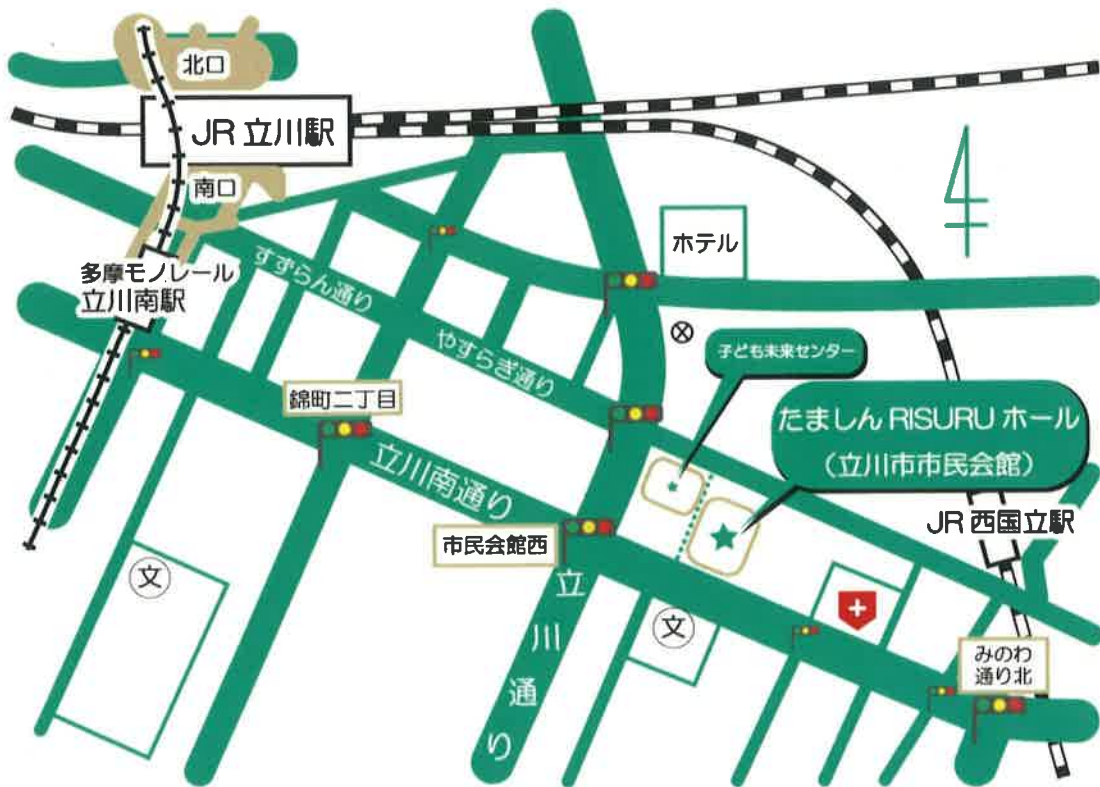 北口
JR 立川駅
南口
多摩モノレール
立川南駅
ホテル
すずらん通り
やすらぎ通り
子ども未来センター
錦町二丁目
たましん RISURU ホール
(立川市市民会館)
立川南通り
JR 西国立駅
市民会館西
立川通り
文
文
みのわ
通り北